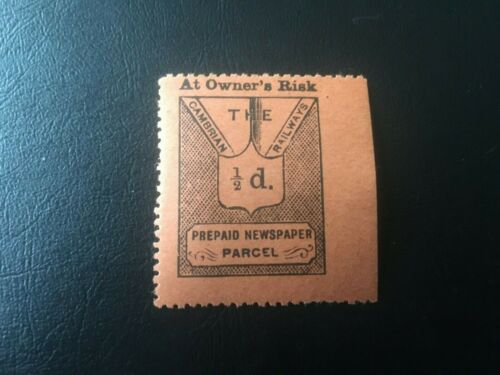 At Owner's Risk
THE
CAMBRIAN RAILWAYS
½ d.
PREPAID NEWSPAPER
PARCEL